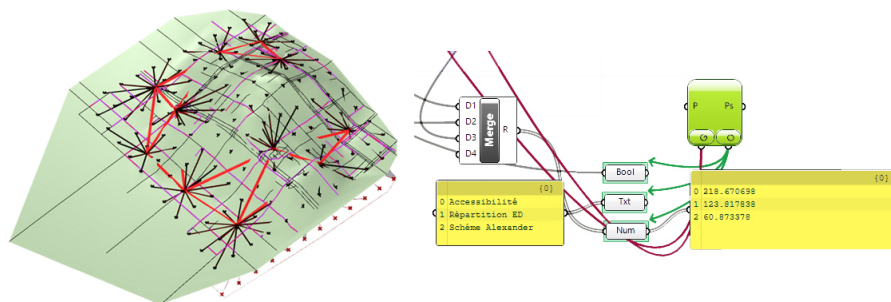 D1
D2
D3
D4
Merge
R
{0}
0 Accessibilité
1 Répartition ED
2 Schème Alexander
Bool
Txt
Num
P
Ps
G
O
{0}
0 218.670698
1 123.817838
2 60.873378